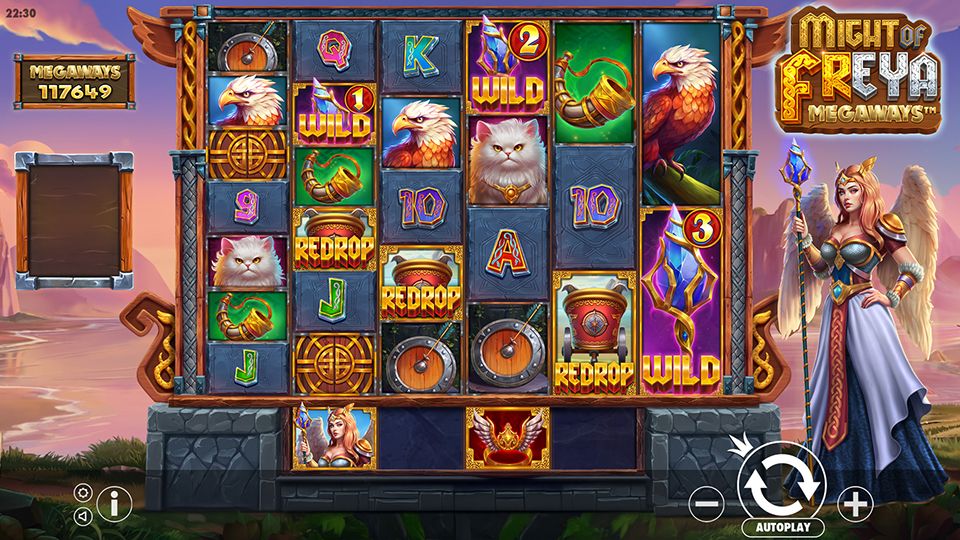 22:30
MEGAWAYS
117649
MIGHT OF
FREYA
MEGAWAYS™
Q
K
2
WILD
1
WILD
9
10
10
REDROP
A
3
REDROP
J
WILD
REDROP
J
i
AUTOPLAY